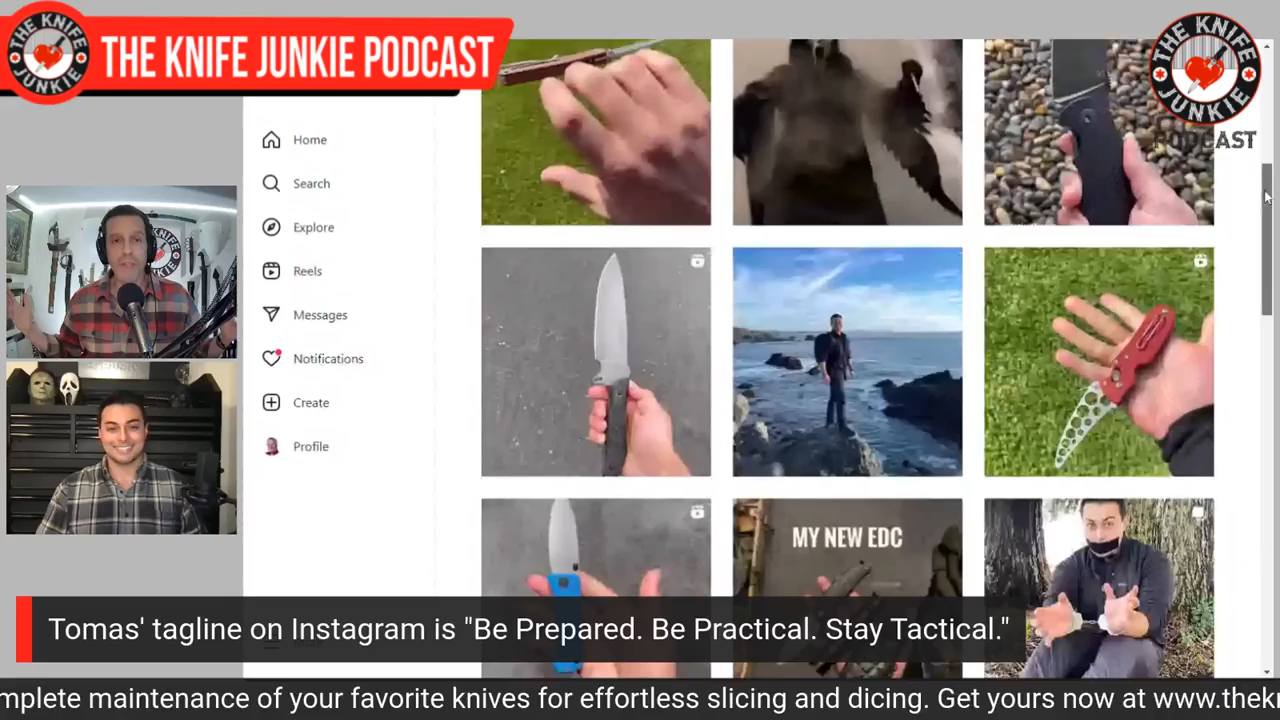 THE KNIFE JUNKIE
THE KNIFE JUNKIE PODCAST
THE KNIFE JUNKIE
PODCAST
Home
Search
Explore
Reels
Messages
Notifications
Create
Profile
MY NEW EDC
Tomas' tagline on Instagram is "Be Prepared. Be Practical. Stay Tactical."
mplete maintenance of your favorite knives for effortless slicing and dicing. Get yours now at www.thek